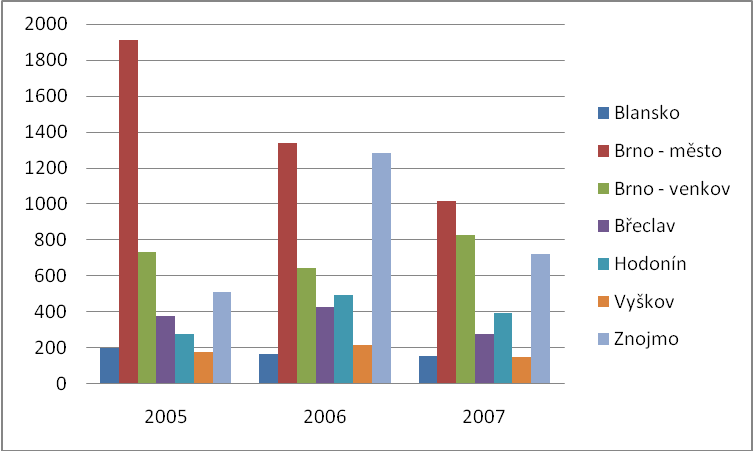 2000
1800
1600
1400
1200
1000
800
600
400
200
0
2005 2006 2007
Blansko
Brno - město
Brno - venkov
Břeclav
Hodonín
Vyškov
Znojmo